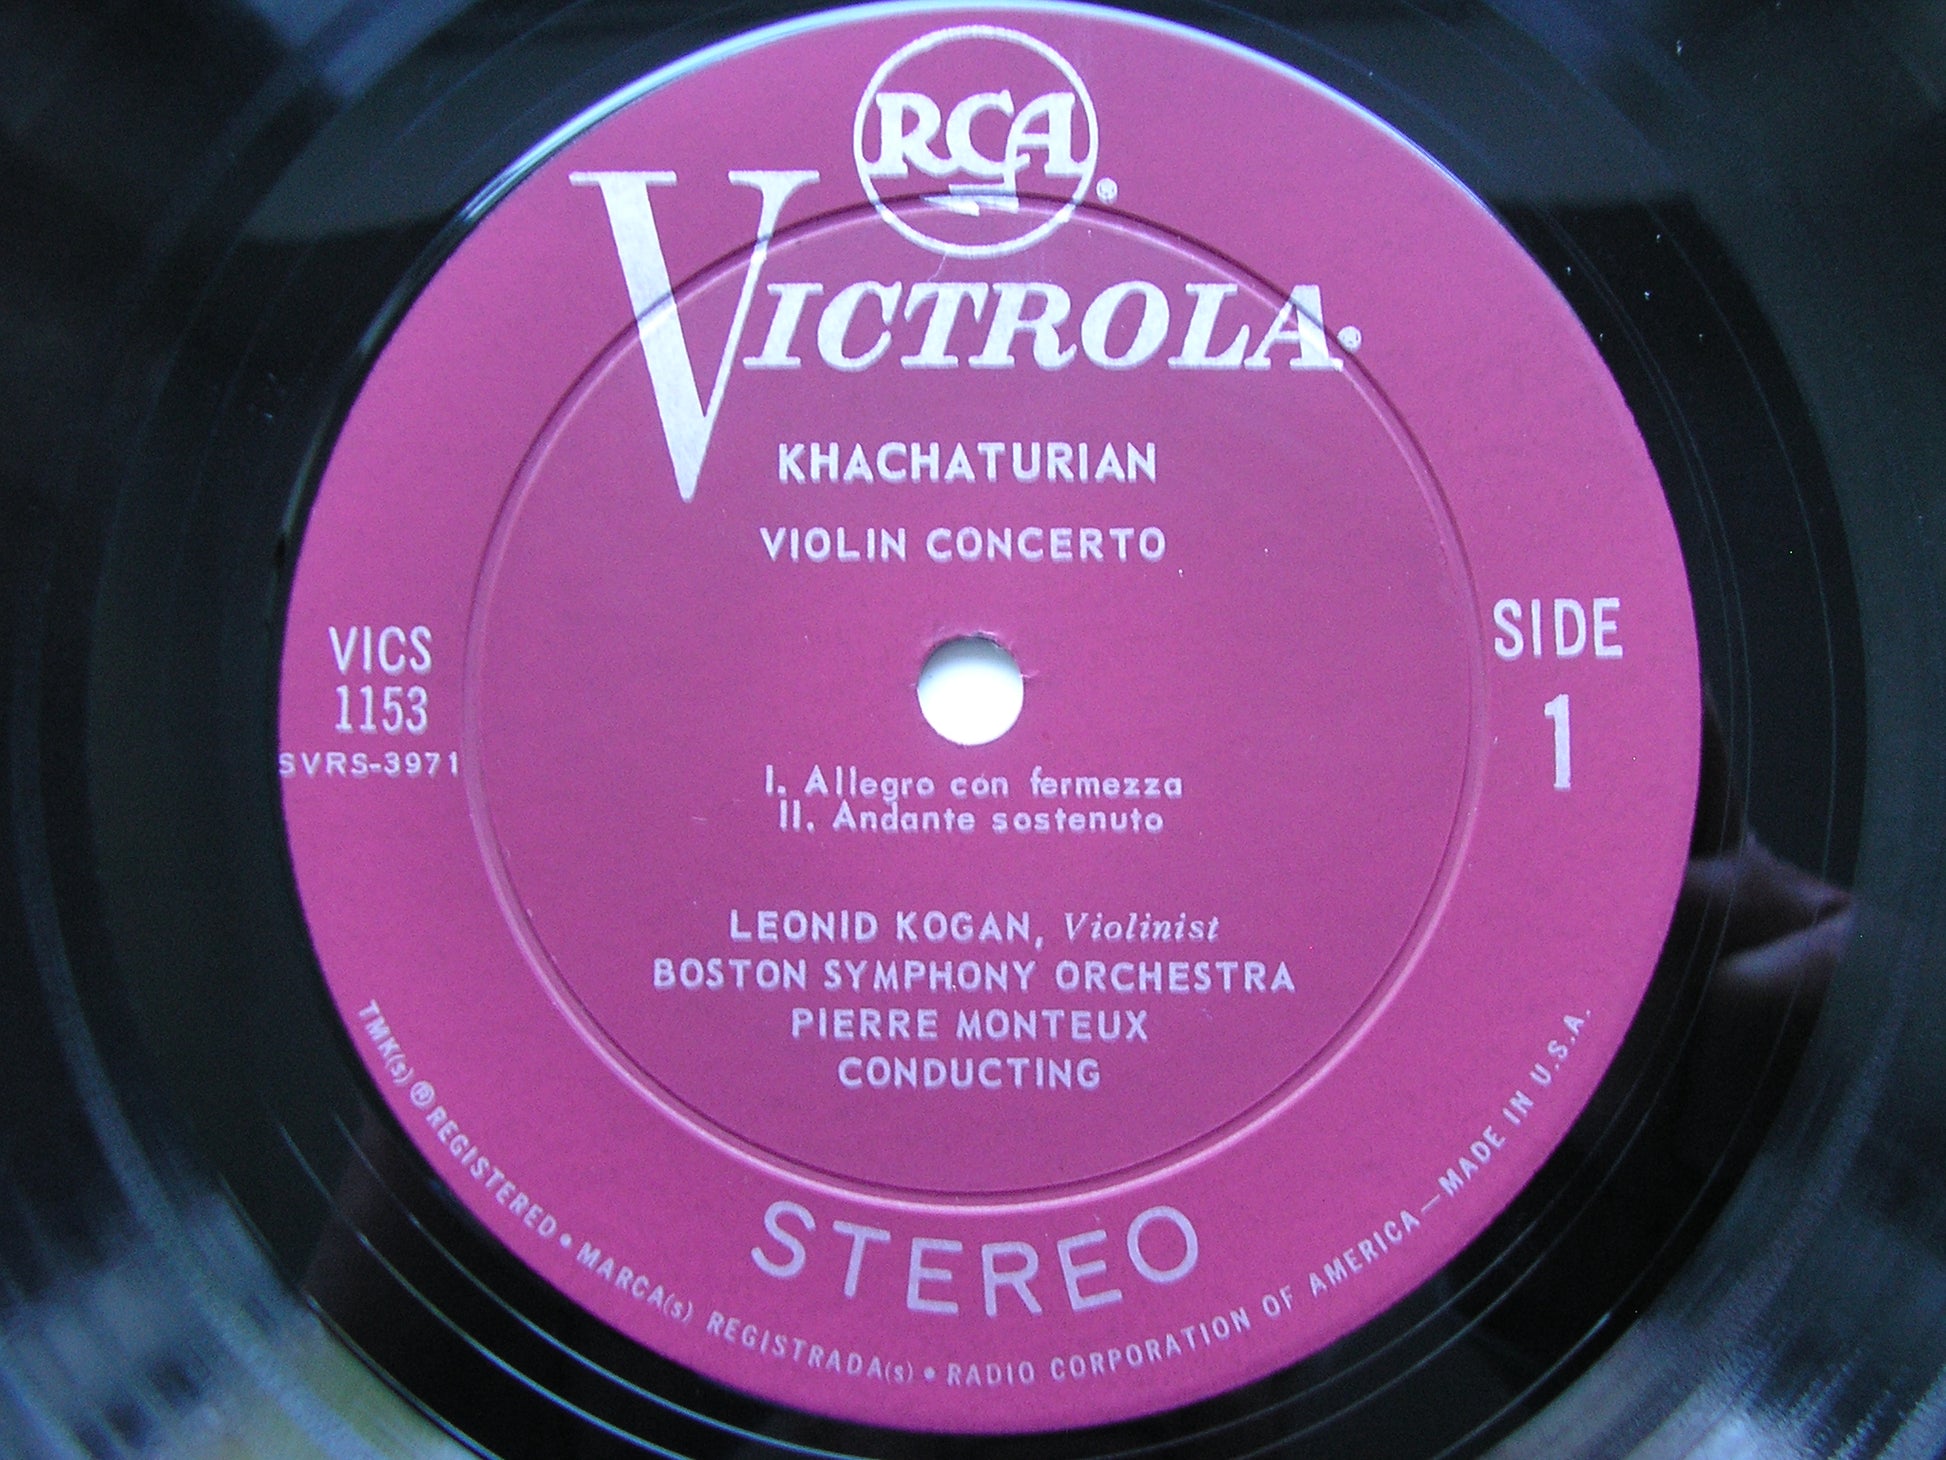 RCA®
VICTROLA®
KHACHATURIAN
VIOLIN CONCERTO
VICS
1153
SVRS-3971
SIDE
1
I. Allegro con fermezza
II. Andante sostenuto
LEONID KOGAN, Violinist
BOSTON SYMPHONY ORCHESTRA
PIERRE MONTEUX
CONDUCTING
STEREO
TMK(s) ® REGISTERED • MARCA(s) REGISTRADA(s) • RADIO CORPORATION OF AMERICA—MADE IN U.S.A.